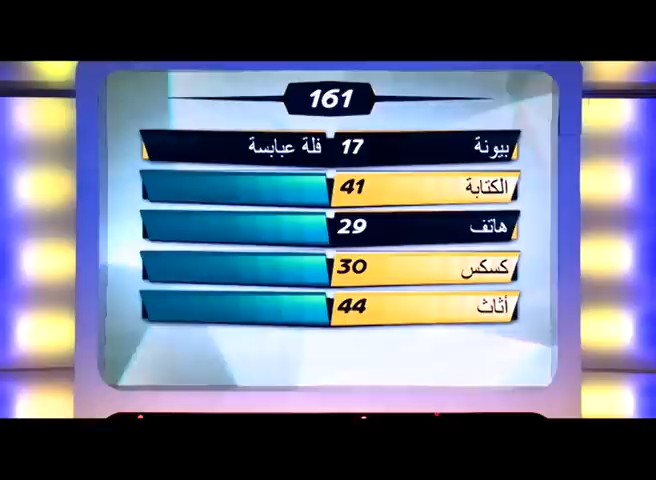 161
بيونة 17 فلة عبابسة
الكتابة 41
هاتف 29
كسكس 30
أثاث 44